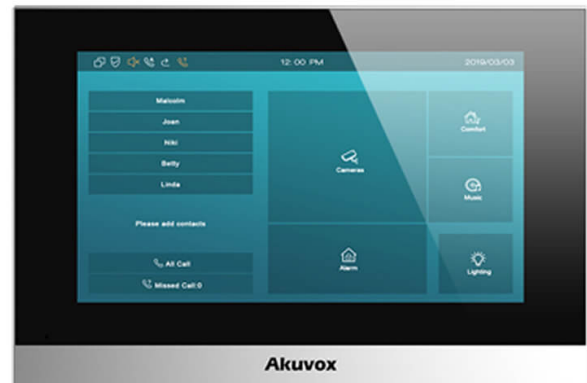 12:00 PM
2019/03/03
Malcolm
Joan
Niki
Betty
Linda
Please add contacts
All Call
Missed Call:0
Cameras
Alarm
Comfort
Music
Lighting
Akuvox